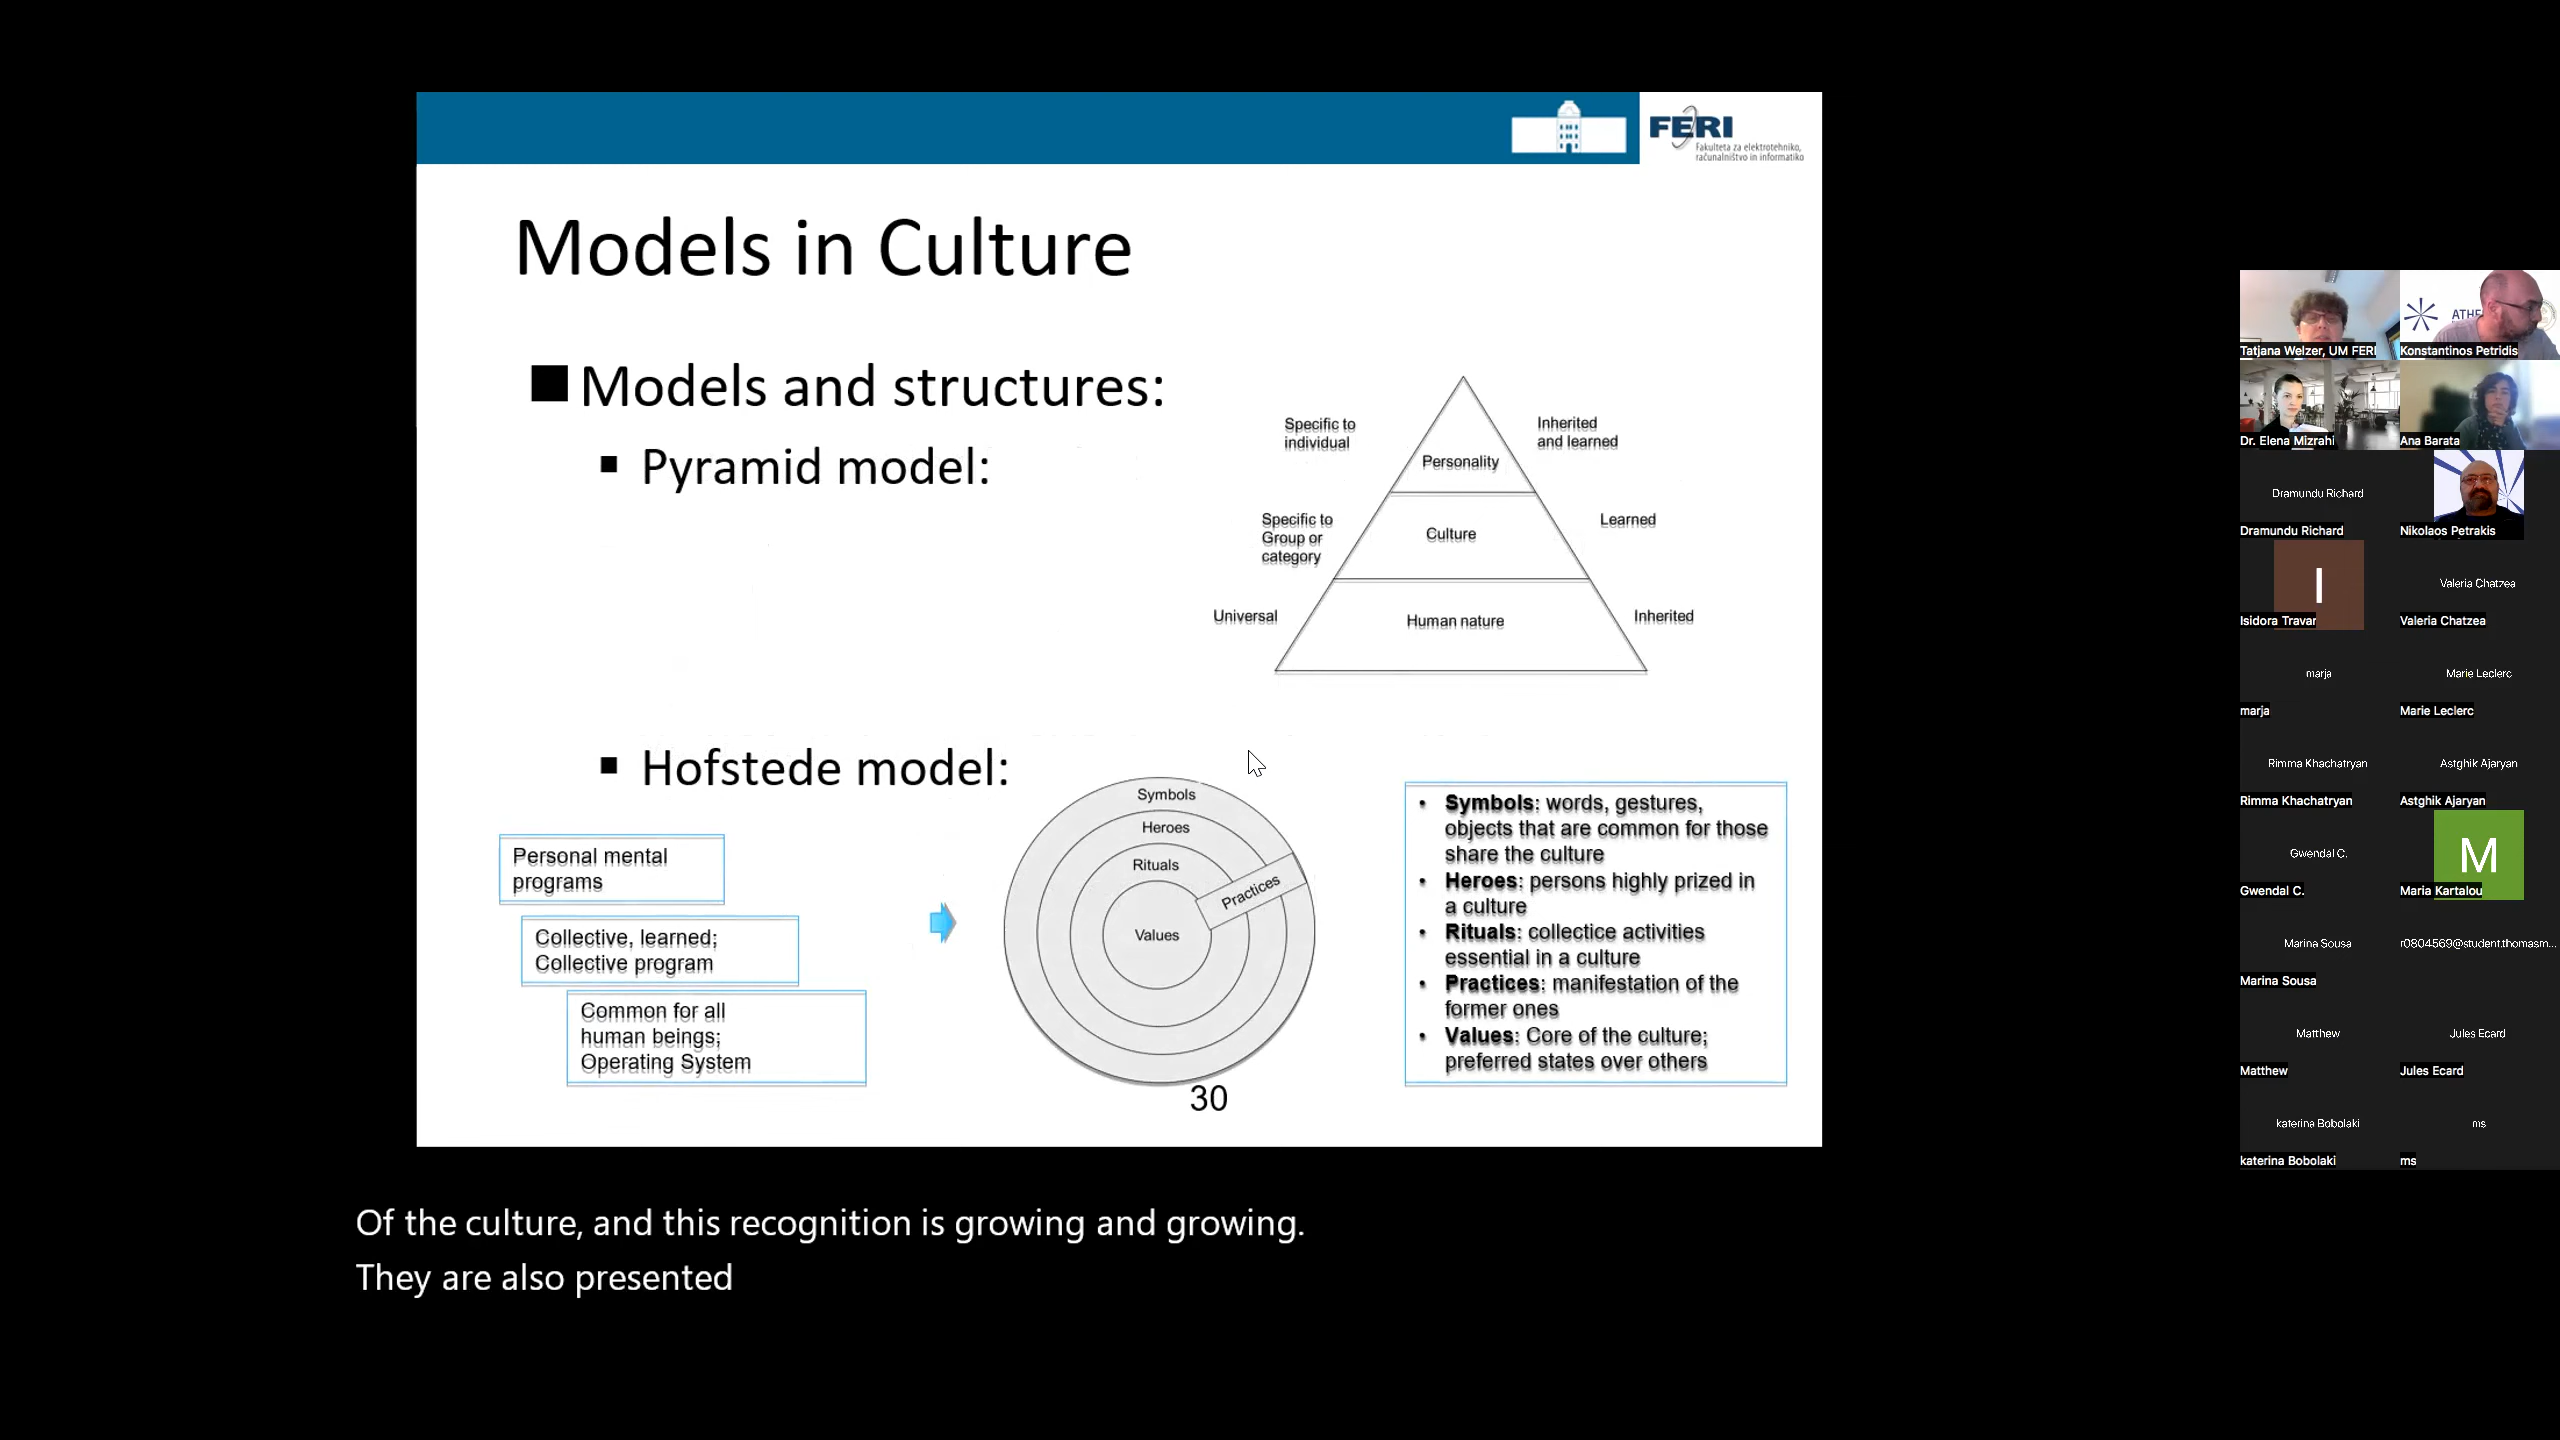 FERI
Fakulteta za elektrotehniko,
računalništvo in informatiko
Models in Culture
Models and structures:
Pyramid model:
Specific to
individual
Personality
Inherited
and learned
Specific to
Group or
category
Culture
Learned
Universal
Human nature
Inherited
Hofstede model:
Personal mental
programs
Collective, learned;
Collective program
Common for all
human beings;
Operating System
Symbols
Heroes
Rituals
Practices
Values
• Symbols: words, gestures,
objects that are common for those
share the culture
• Heroes: persons highly prized in
a culture
• Rituals: collectice activities
essential in a culture
• Practices: manifestation of the
former ones
• Values: Core of the culture;
preferred states over others
30
Of the culture, and this recognition is growing and growing.
They are also presented
ATHE
Tatjana Welzer, UM FERI
Konstantinos Petridis
Dr. Elena Mizrahi
Ana Barata
Dramundu Richard
Dramundu Richard
Nikolaos Petrakis
I
Isidora Travar
Valeria Chatzea
Valeria Chatzea
marja
marja
Marie Leclerc
Marie Leclerc
Rimma Khachatryan
Rimma Khachatryan
Astghik Ajaryan
Astghik Ajaryan
Gwendal C.
Gwendal C.
M
Maria Kartalou
Marina Sousa
Marina Sousa
r0804569@student.thomasm...
Matthew
Matthew
Jules Ecard
Jules Ecard
katerina Bobolaki
katerina Bobolaki
ms
ms